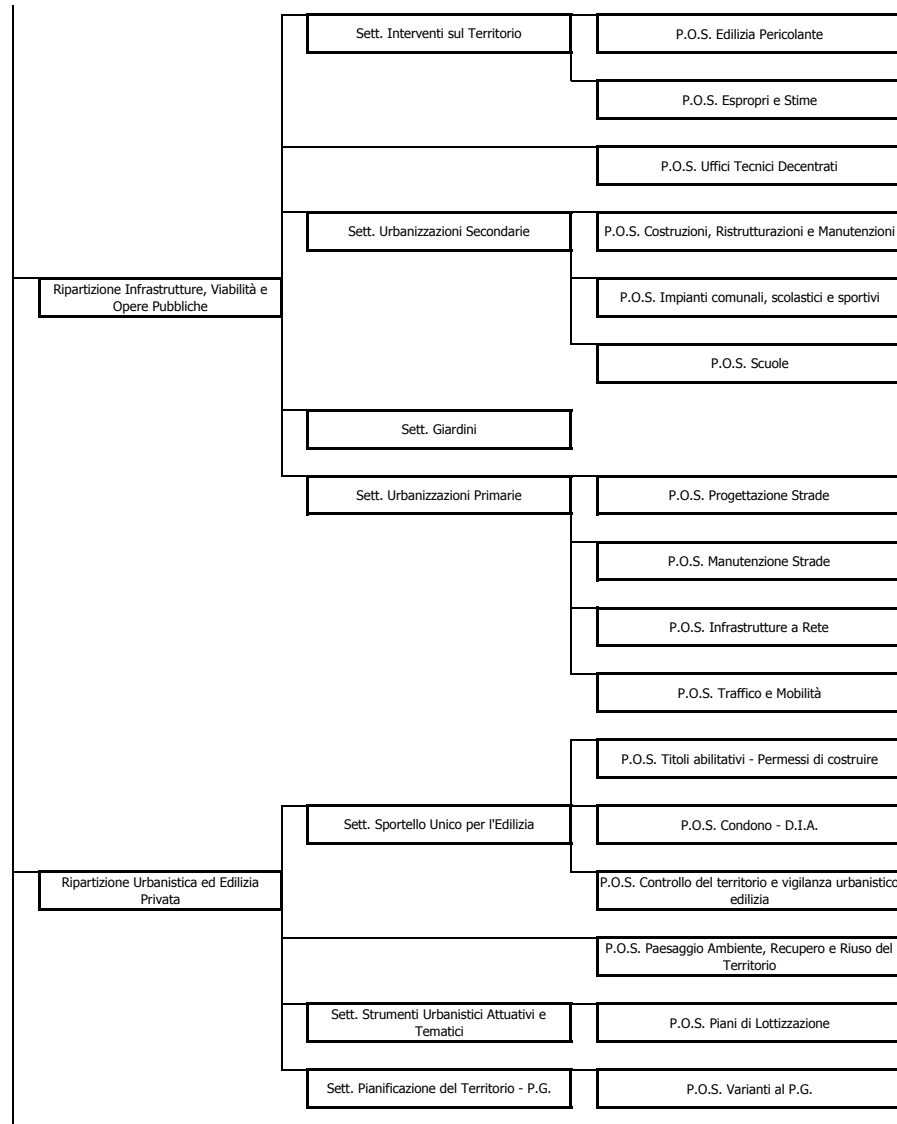 Sett. Interventi sul Territorio
P.O.S. Edilizia Pericolante
P.O.S. Espropri e Stime
P.O.S. Uffici Tecnici Decentrati
Sett. Urbanizzazioni Secondarie
P.O.S. Costruzioni, Ristrutturazioni e Manutenzioni
Ripartizione Infrastrutture, Viabilità e
Opere Pubbliche
P.O.S. Impianti comunali, scolastici e sportivi
P.O.S. Scuole
Sett. Giardini
Sett. Urbanizzazioni Primarie
P.O.S. Progettazione Strade
P.O.S. Manutenzione Strade
P.O.S. Infrastrutture a Rete
P.O.S. Traffico e Mobilità
P.O.S. Titoli abilitativi - Permessi di costruire
Sett. Sportello Unico per l'Edilizia
P.O.S. Condono - D.I.A.
Ripartizione Urbanistica ed Edilizia
Privata
P.O.S. Controllo del territorio e vigilanza urbanistico
edilizia
P.O.S. Paesaggio Ambiente, Recupero e Riuso del
Territorio
Sett. Strumenti Urbanistici Attuativi e
Tematici
P.O.S. Piani di Lottizzazione
Sett. Pianificazione del Territorio - P.G.
P.O.S. Varianti al P.G.